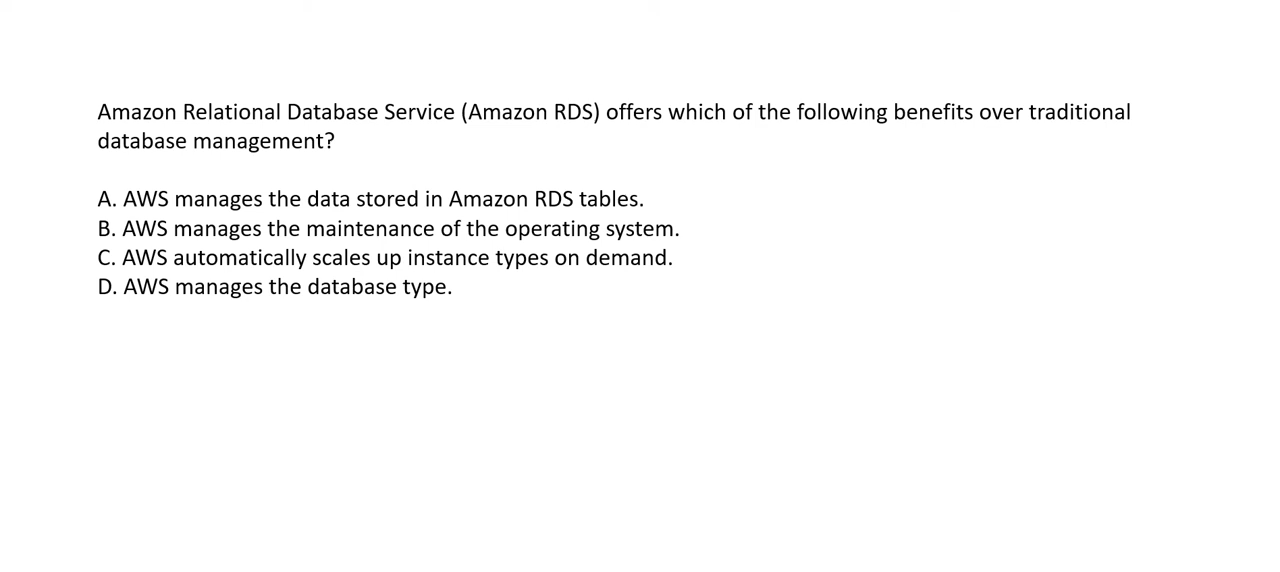 Amazon Relational Database Service (Amazon RDS) offers which of the following benefits over traditional
database management?
A. AWS manages the data stored in Amazon RDS tables.
B. AWS manages the maintenance of the operating system.
C. AWS automatically scales up instance types on demand.
D. AWS manages the database type.